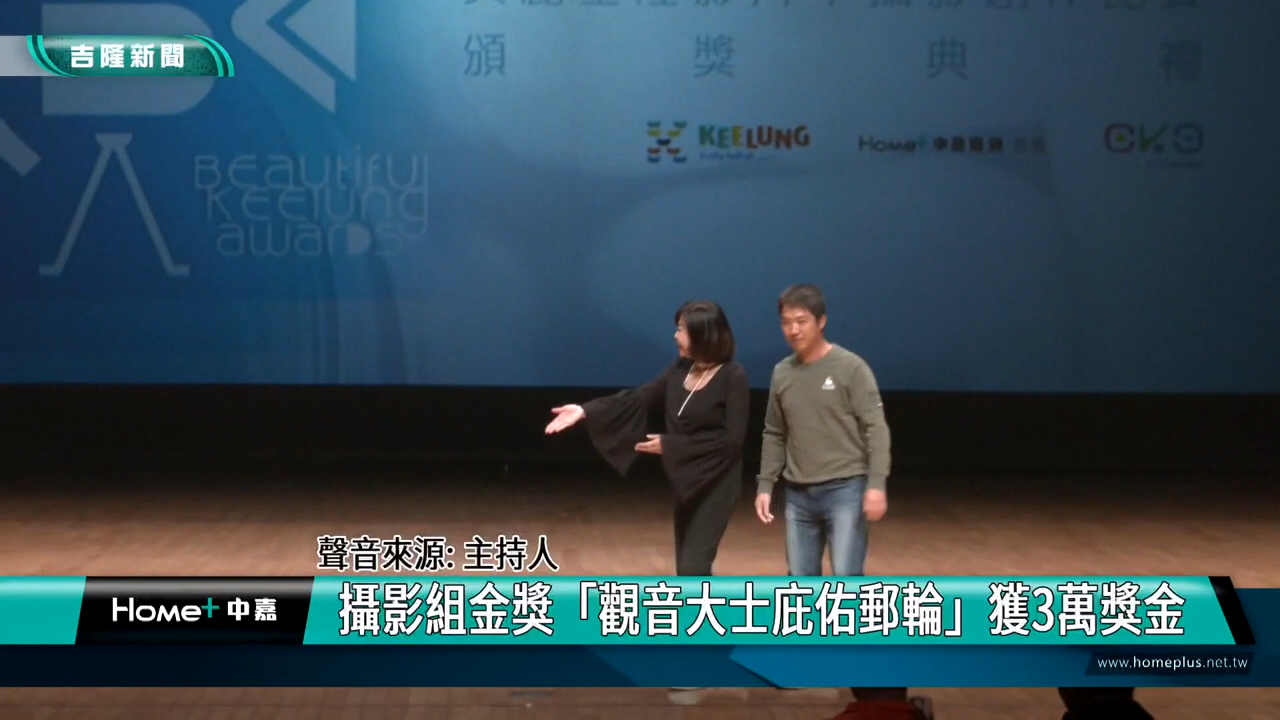 吉隆新聞
頒獎典禮
KEELUNG
Home+ 中嘉寬頻
CKO
Beautiful
Keelung
awards
聲音來源: 主持人
Home+ 中嘉
攝影組金獎「觀音大士庇佑郵輪」獲3萬獎金
www.homeplus.net.tw